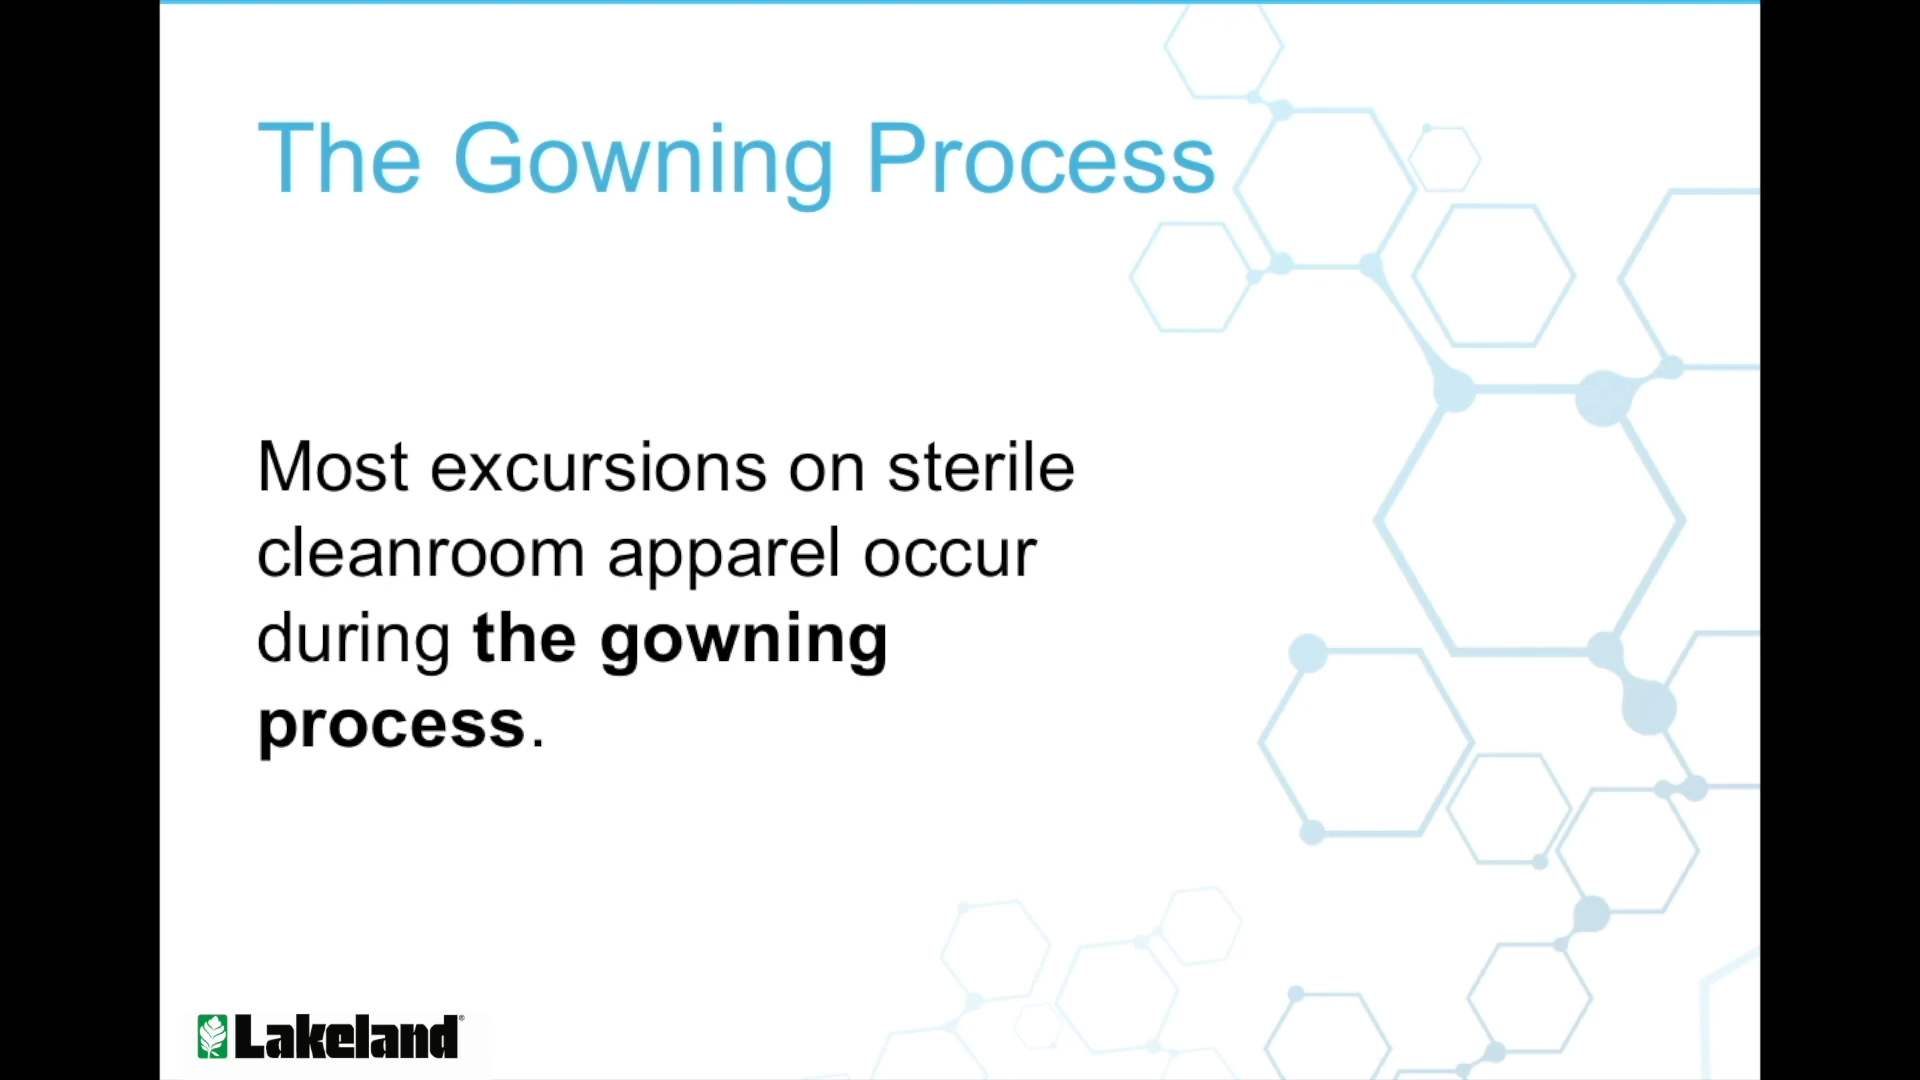 The Gowning Process
Most excursions on sterile
cleanroom apparel occur
during the gowning
process.
Lakeland®